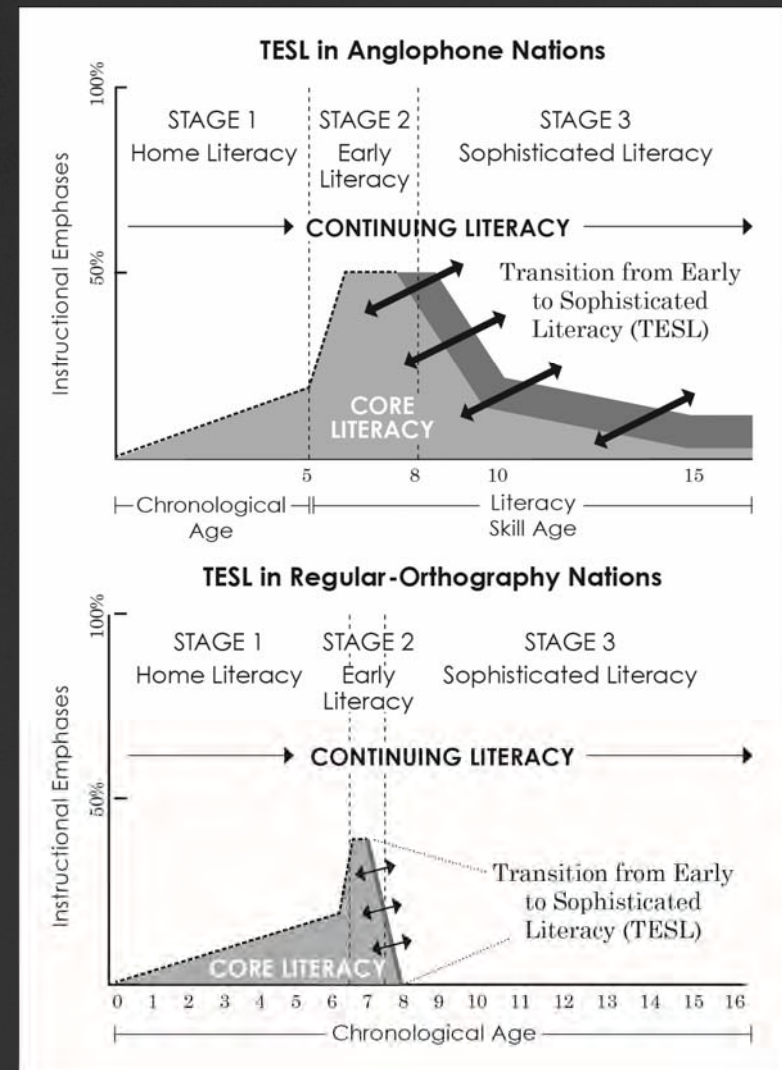 TESL in Anglophone Nations
100%
50%
Instructional Emphases
STAGE 1
Home Literacy
STAGE 2
Early
Literacy
STAGE 3
Sophisticated Literacy
CONTINUING LITERACY
Transition from Early
to Sophisticated
Literacy (TESL)
CORE
LITERACY
5 8 10 15
Chronological
Age
Literacy
Skill Age
TESL in Regular-Orthography Nations
100%
50%
Instructional Emphases
STAGE 1
Home Literacy
STAGE 2
Early
Literacy
STAGE 3
Sophisticated Literacy
CONTINUING LITERACY
Transition from Early
to Sophisticated
Literacy (TESL)
CORE LITERACY
0 1 2 3 4 5 6 7 8 9 10 11 12 13 14 15 16
Chronological Age